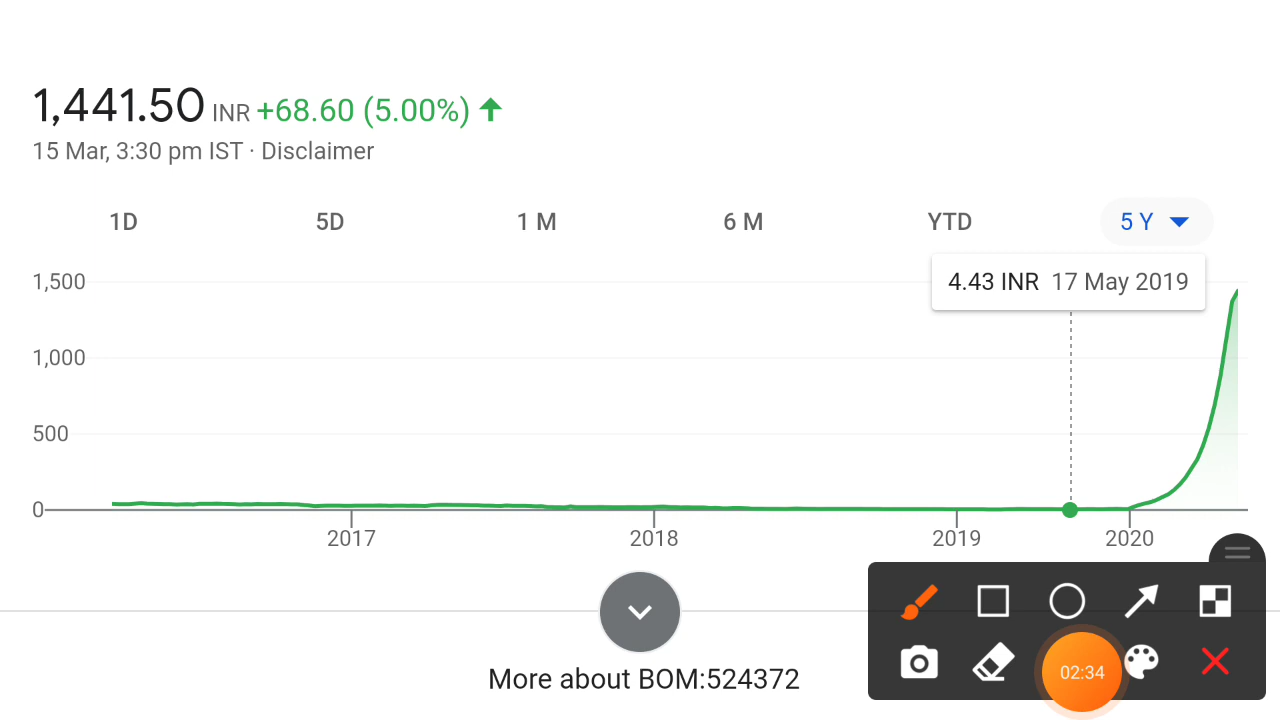 1,441.50 INR +68.60 (5.00%)
15 Mar, 3:30 pm IST · Disclaimer
1D 5D 1 M 6 M YTD 5 Y
4.43 INR 17 May 2019
1,500
1,000
500
0
2017 2018 2019 2020
02:34
More about BOM:524372